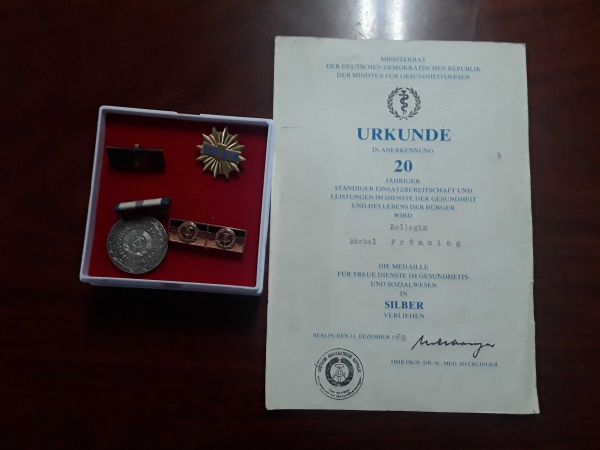 MINISTERRAT
DER DEUTSCHEN DEMOKRATISCHEN REPUBLIK
DER MINISTER FÜR GESUNDHEITSWESEN
URKUNDE
IN ANERKENNUNG
20
JÄHRIGER
STÄNDIGER EINSATZBEREITSCHAFT UND
LEISTUNGEN IM DIENSTE DER GESUNDHEIT
UND DES LEBENS DER BÜRGER
WIRD
Kollegin
Bärbel Frömming
DIE MEDAILLE
FÜR TREUE DIENSTE IM GESUNDHEITS-
UND SOZIALWESEN
IN
SILBER
VERLIEHEN
BERLIN, DEN 11. DEZEMBER
OMR PROF. DR. SC. MED. MECKLINGER